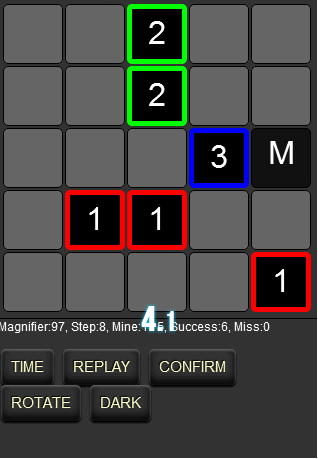 2
2
3 M
1 1
1
4.1
Magnifier:97, Step:8, Mine: 5, Success:6, Miss:0
TIME REPLAY CONFIRM
ROTATE DARK